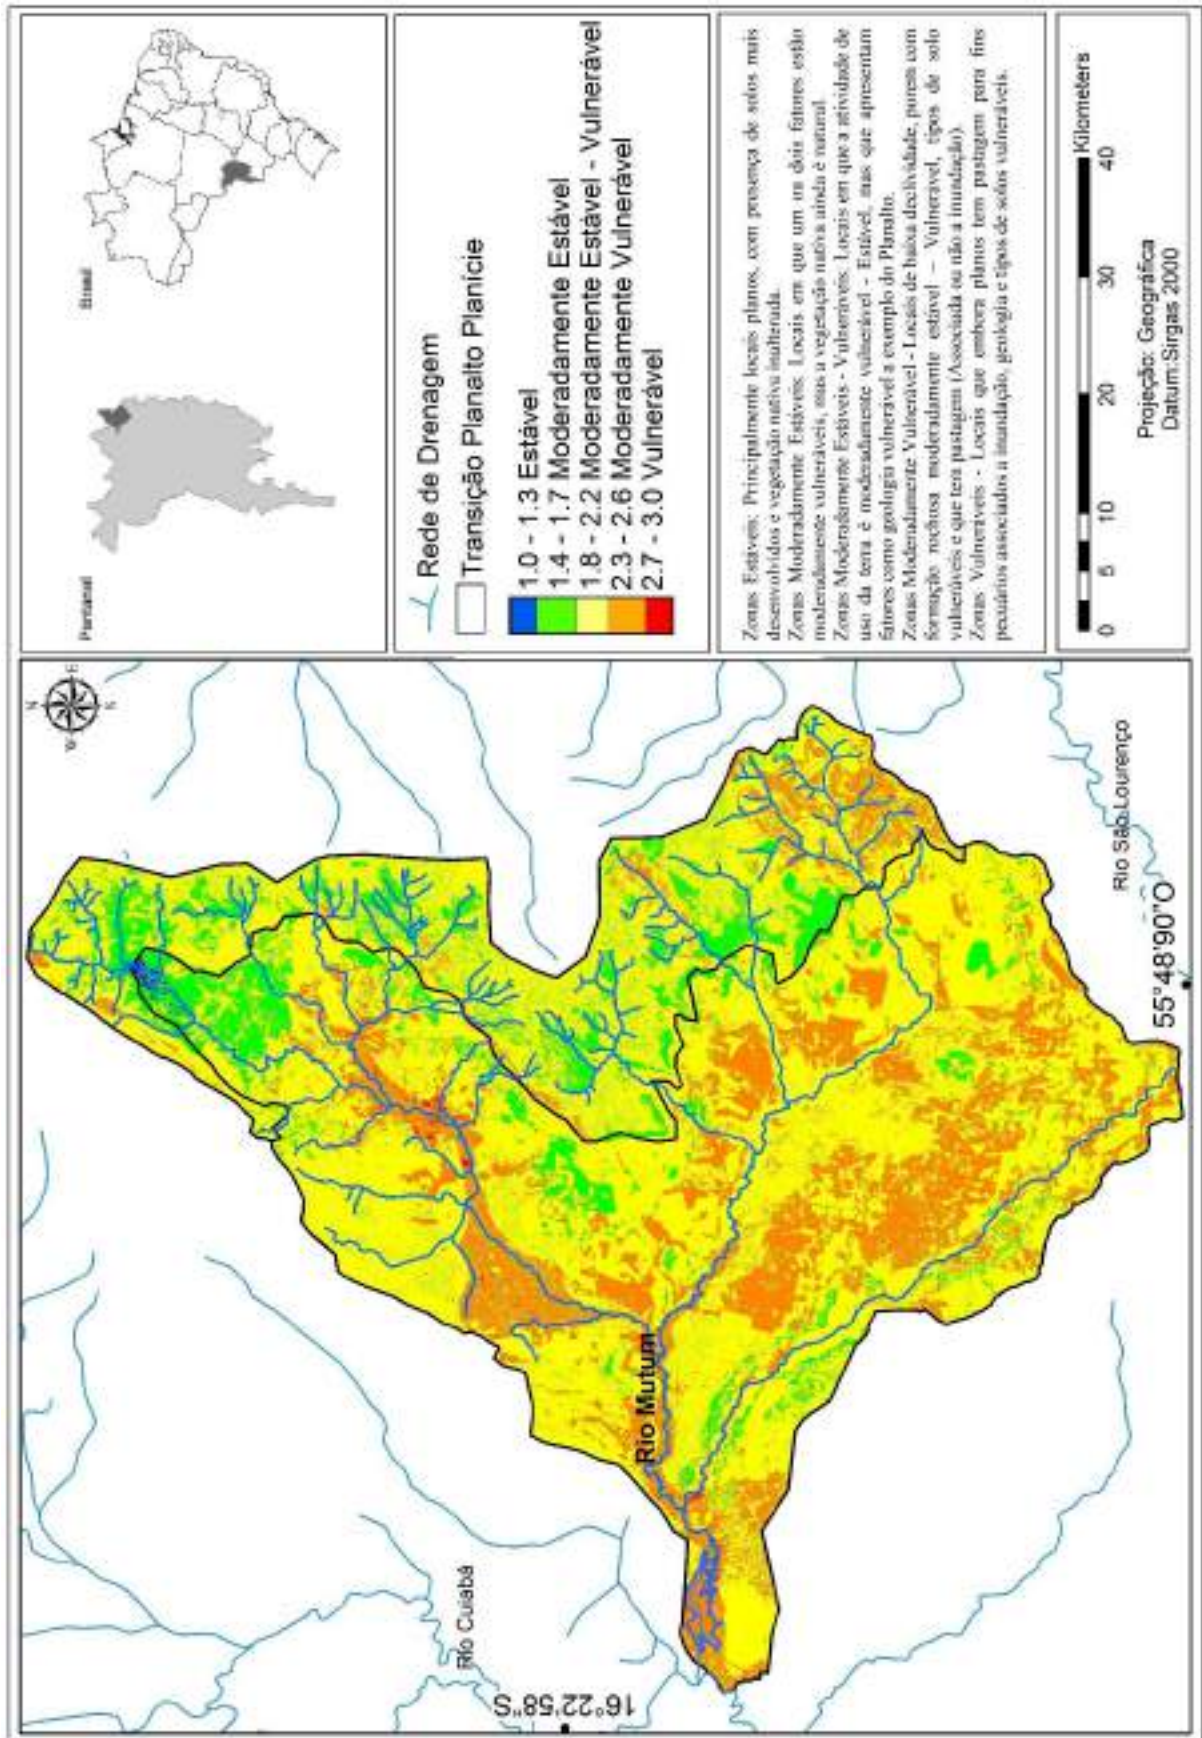 N
W
E
Rio Cuiabá
Rio Mutum
Rio São Lourenço
16°22'58"S
55°48'90"O
Pantanal
Brasil
Rede de Drenagem
Transição Planalto Planície
1.0 - 1.3 Estável
1.4 - 1.7 Moderadamente Estável
1.8 - 2.2 Moderadamente Estável - Vulnerável
2.3 - 2.6 Moderadamente Vulnerável
2.7 - 3.0 Vulnerável
Zonas Estáveis: Principalmente locais planos, com presença de solos mais
desenvolvidos e vegetação nativa inalterada.
Zonas Moderadamente Estáveis: Locais em que um ou dois fatores estão
moderadamente vulneráveis, mas a vegetação nativa ainda é natural.
Zonas Moderadamente Estáveis - Vulneráveis: Locais em que a atividade de
uso da terra é moderadamente vulnerável - Estável, mas que apresentam
fatores como geologia vulnerável a exemplo do Planalto.
Zonas Moderadamente Vulnerável - Locais de baixa declividade, porem com
formação rochosa moderadamente estável – Vulnerável, tipos de solo
vulneráveis e que tem pastagem (Associada ou não a inundação).
Zonas Vulneráveis - Locais que embora planos tem pastagem para fins
pecuários associados a inundação, geologia e tipos de solos vulneráveis.
0 5 10 20 30 40
Kilometers
Projeção: Geográfica
Datum:Sirgas 2000